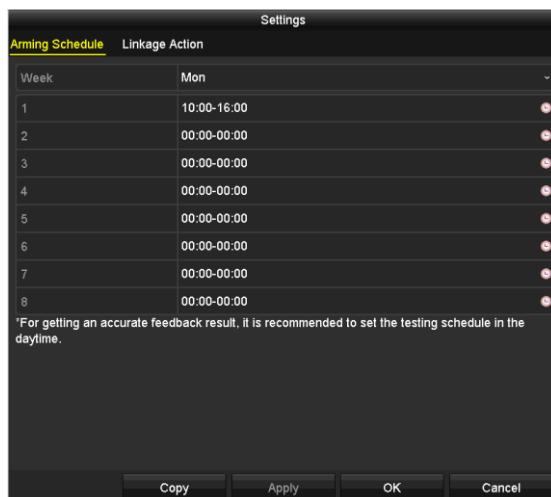 Settings
Arming Schedule Linkage Action
Week Mon
1 10:00-16:00
2 00:00-00:00
3 00:00-00:00
4 00:00-00:00
5 00:00-00:00
6 00:00-00:00
7 00:00-00:00
8 00:00-00:00
*For getting an accurate feedback result, it is recommended to set the testing schedule in the
daytime.
Copy Apply OK Cancel